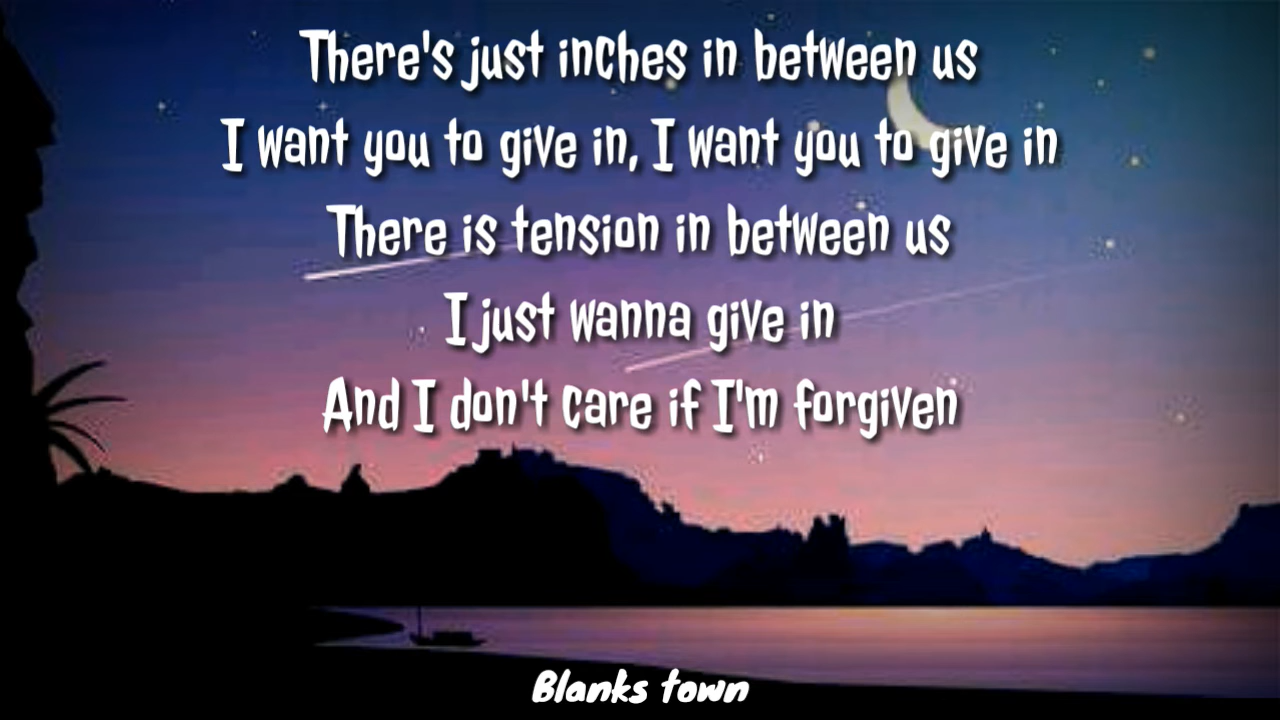 There's just inches in between us
I want you to give in, I want you to give in
There is tension in between us
I just wanna give in
And I don't care if I'm forgiven
Blanks town